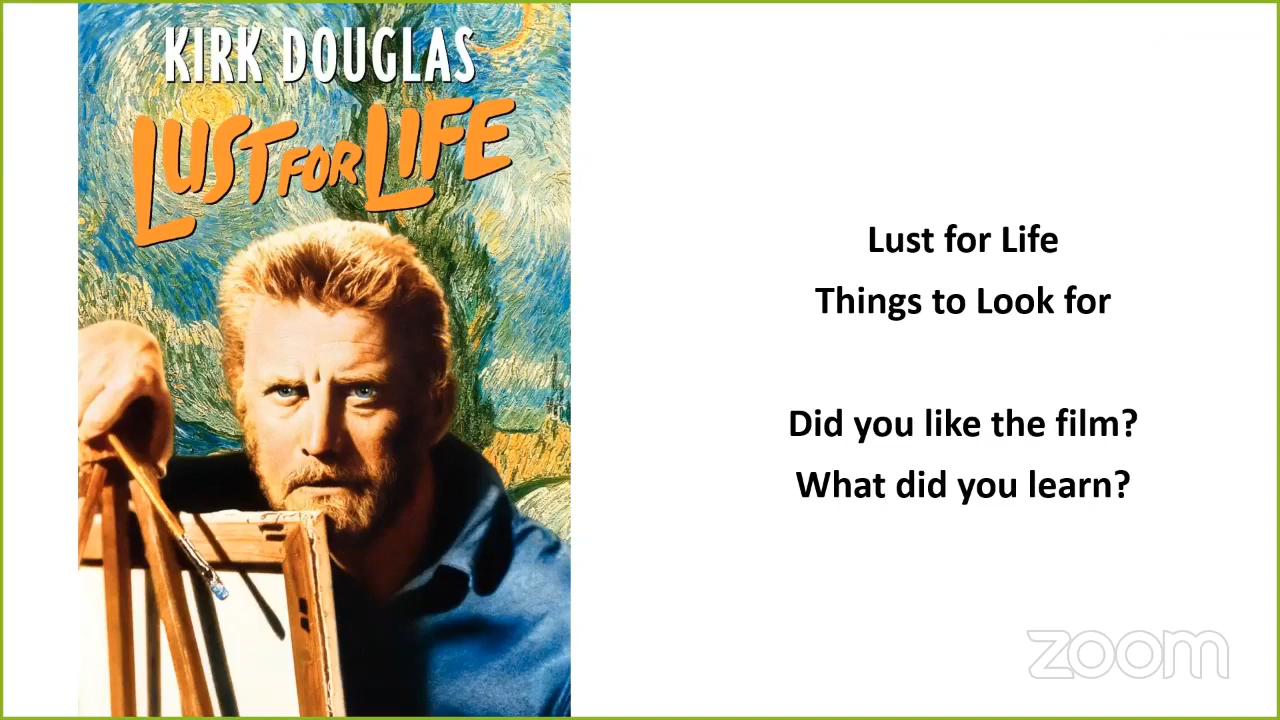 KIRK DOUGLAS
LUST FOR LIFE
Lust for Life
Things to Look for
Did you like the film?
What did you learn?
zoom